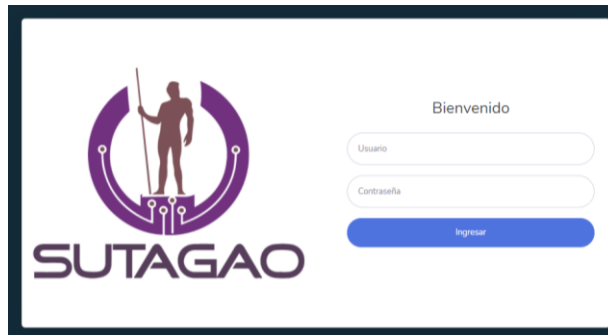 SUTAGAO
Bienvenido
Usuario
Contraseña
Ingresar